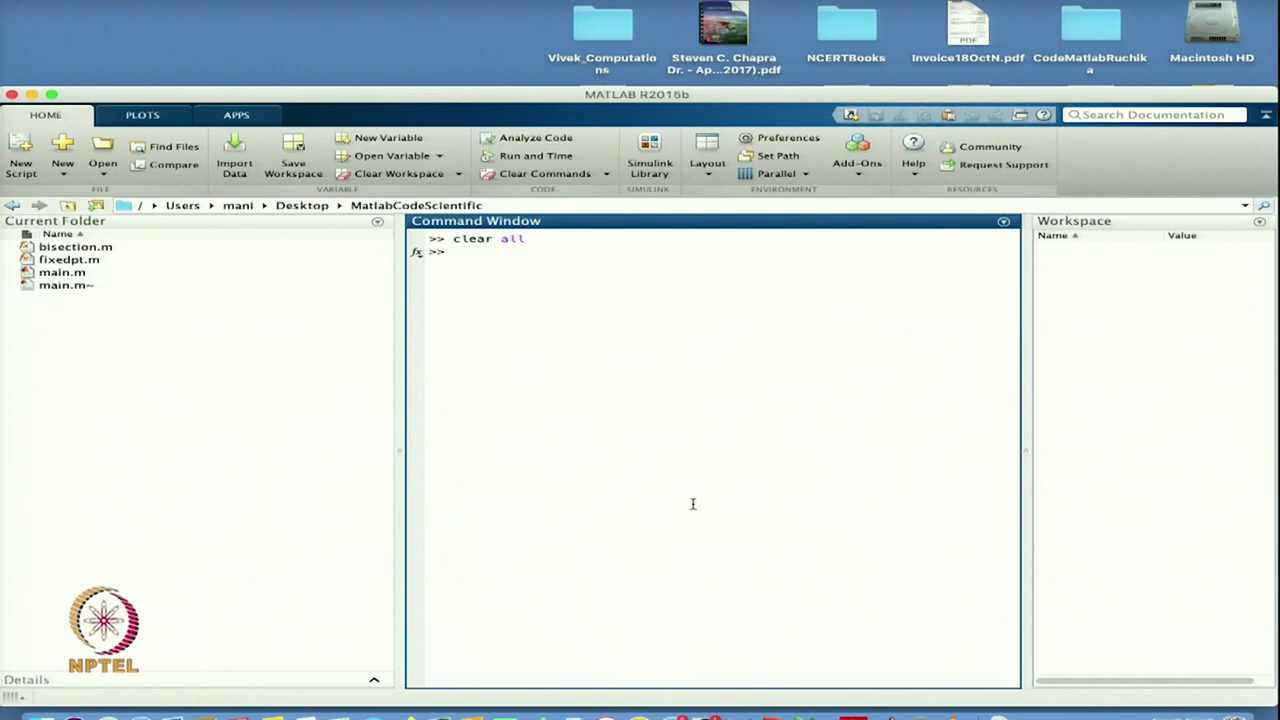 Vivek_Computatio
ns
Steven C. Chapra
Dr. - Ap...2017).pdf
NCERTBooks
PDF
Invoice18OctN.pdf
CodeMatlabRuchik
a
Macintosh HD
MATLAB R2015b
HOME
PLOTS
APPS
Search Documentation
New
Script
New
Open
Find Files
Compare
FILE
Import
Data
Save
Workspace
New Variable
Open Variable
Clear Workspace
VARIABLE
Analyze Code
Run and Time
Clear Commands
CODE
Simulink
Library
SIMULINK
Layout
Preferences
Set Path
Parallel
ENVIRONMENT
Add-Ons
Help
Community
Request Support
RESOURCES
/ Users mani Desktop MatlabCodeScientific
Current Folder
Name
bisection.m
fixedpt.m
main.m
main.m~
Details
Command Window
>> clear all
fx >>
Workspace
Name Value
NPTEL